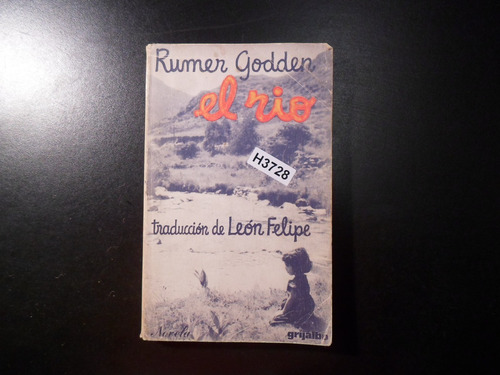 Rumer Godden
el rio
H3728
traducción de León Felipe
Novela
grijalbo